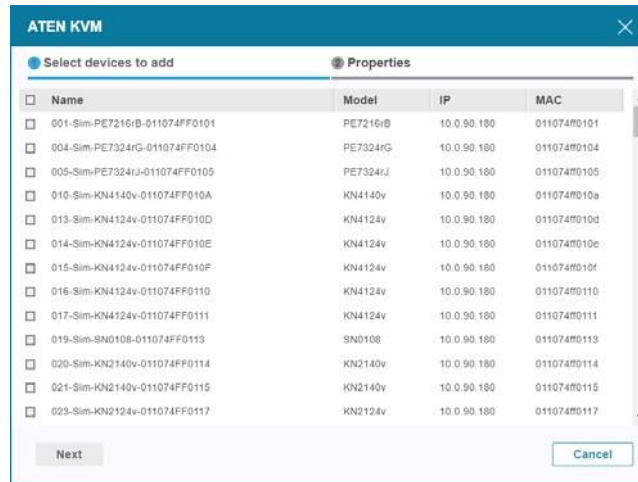 ATEN KVM
1 Select devices to add 2 Properties
Name Model IP MAC
001-Sim-PE7216rB-011074FF0101 PE7216rB 10.0.90.180 011074ff0101
004-Sim-PE7324rG-011074FF0104 PE7324rG 10.0.90.180 011074ff0104
005-Sim-PE7324rJ-011074FF0105 PE7324rJ 10.0.90.180 011074ff0105
010-Sim-KN4140v-011074FF010A KN4140v 10.0.90.180 011074ff010a
013-Sim-KN4124v-011074FF010D KN4124v 10.0.90.180 011074ff010d
014-Sim-KN4124v-011074FF010E KN4124v 10.0.90.180 011074ff010e
015-Sim-KN4124v-011074FF010F KN4124v 10.0.90.180 011074ff010f
016-Sim-KN4124v-011074FF0110 KN4124v 10.0.90.180 011074ff0110
017-Sim-KN4124v-011074FF0111 KN4124v 10.0.90.180 011074ff0111
019-Sim-SN0108-011074FF0113 SN0108 10.0.90.180 011074ff0113
020-Sim-KN2140v-011074FF0114 KN2140v 10.0.90.180 011074ff0114
021-Sim-KN2140v-011074FF0115 KN2140v 10.0.90.180 011074ff0115
023-Sim-KN2124v-011074FF0117 KN2124v 10.0.90.180 011074ff0117
Next Cancel